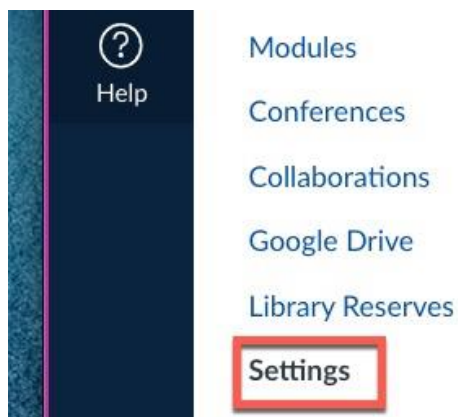 Help
Modules
Conferences
Collaborations
Google Drive
Library Reserves
Settings